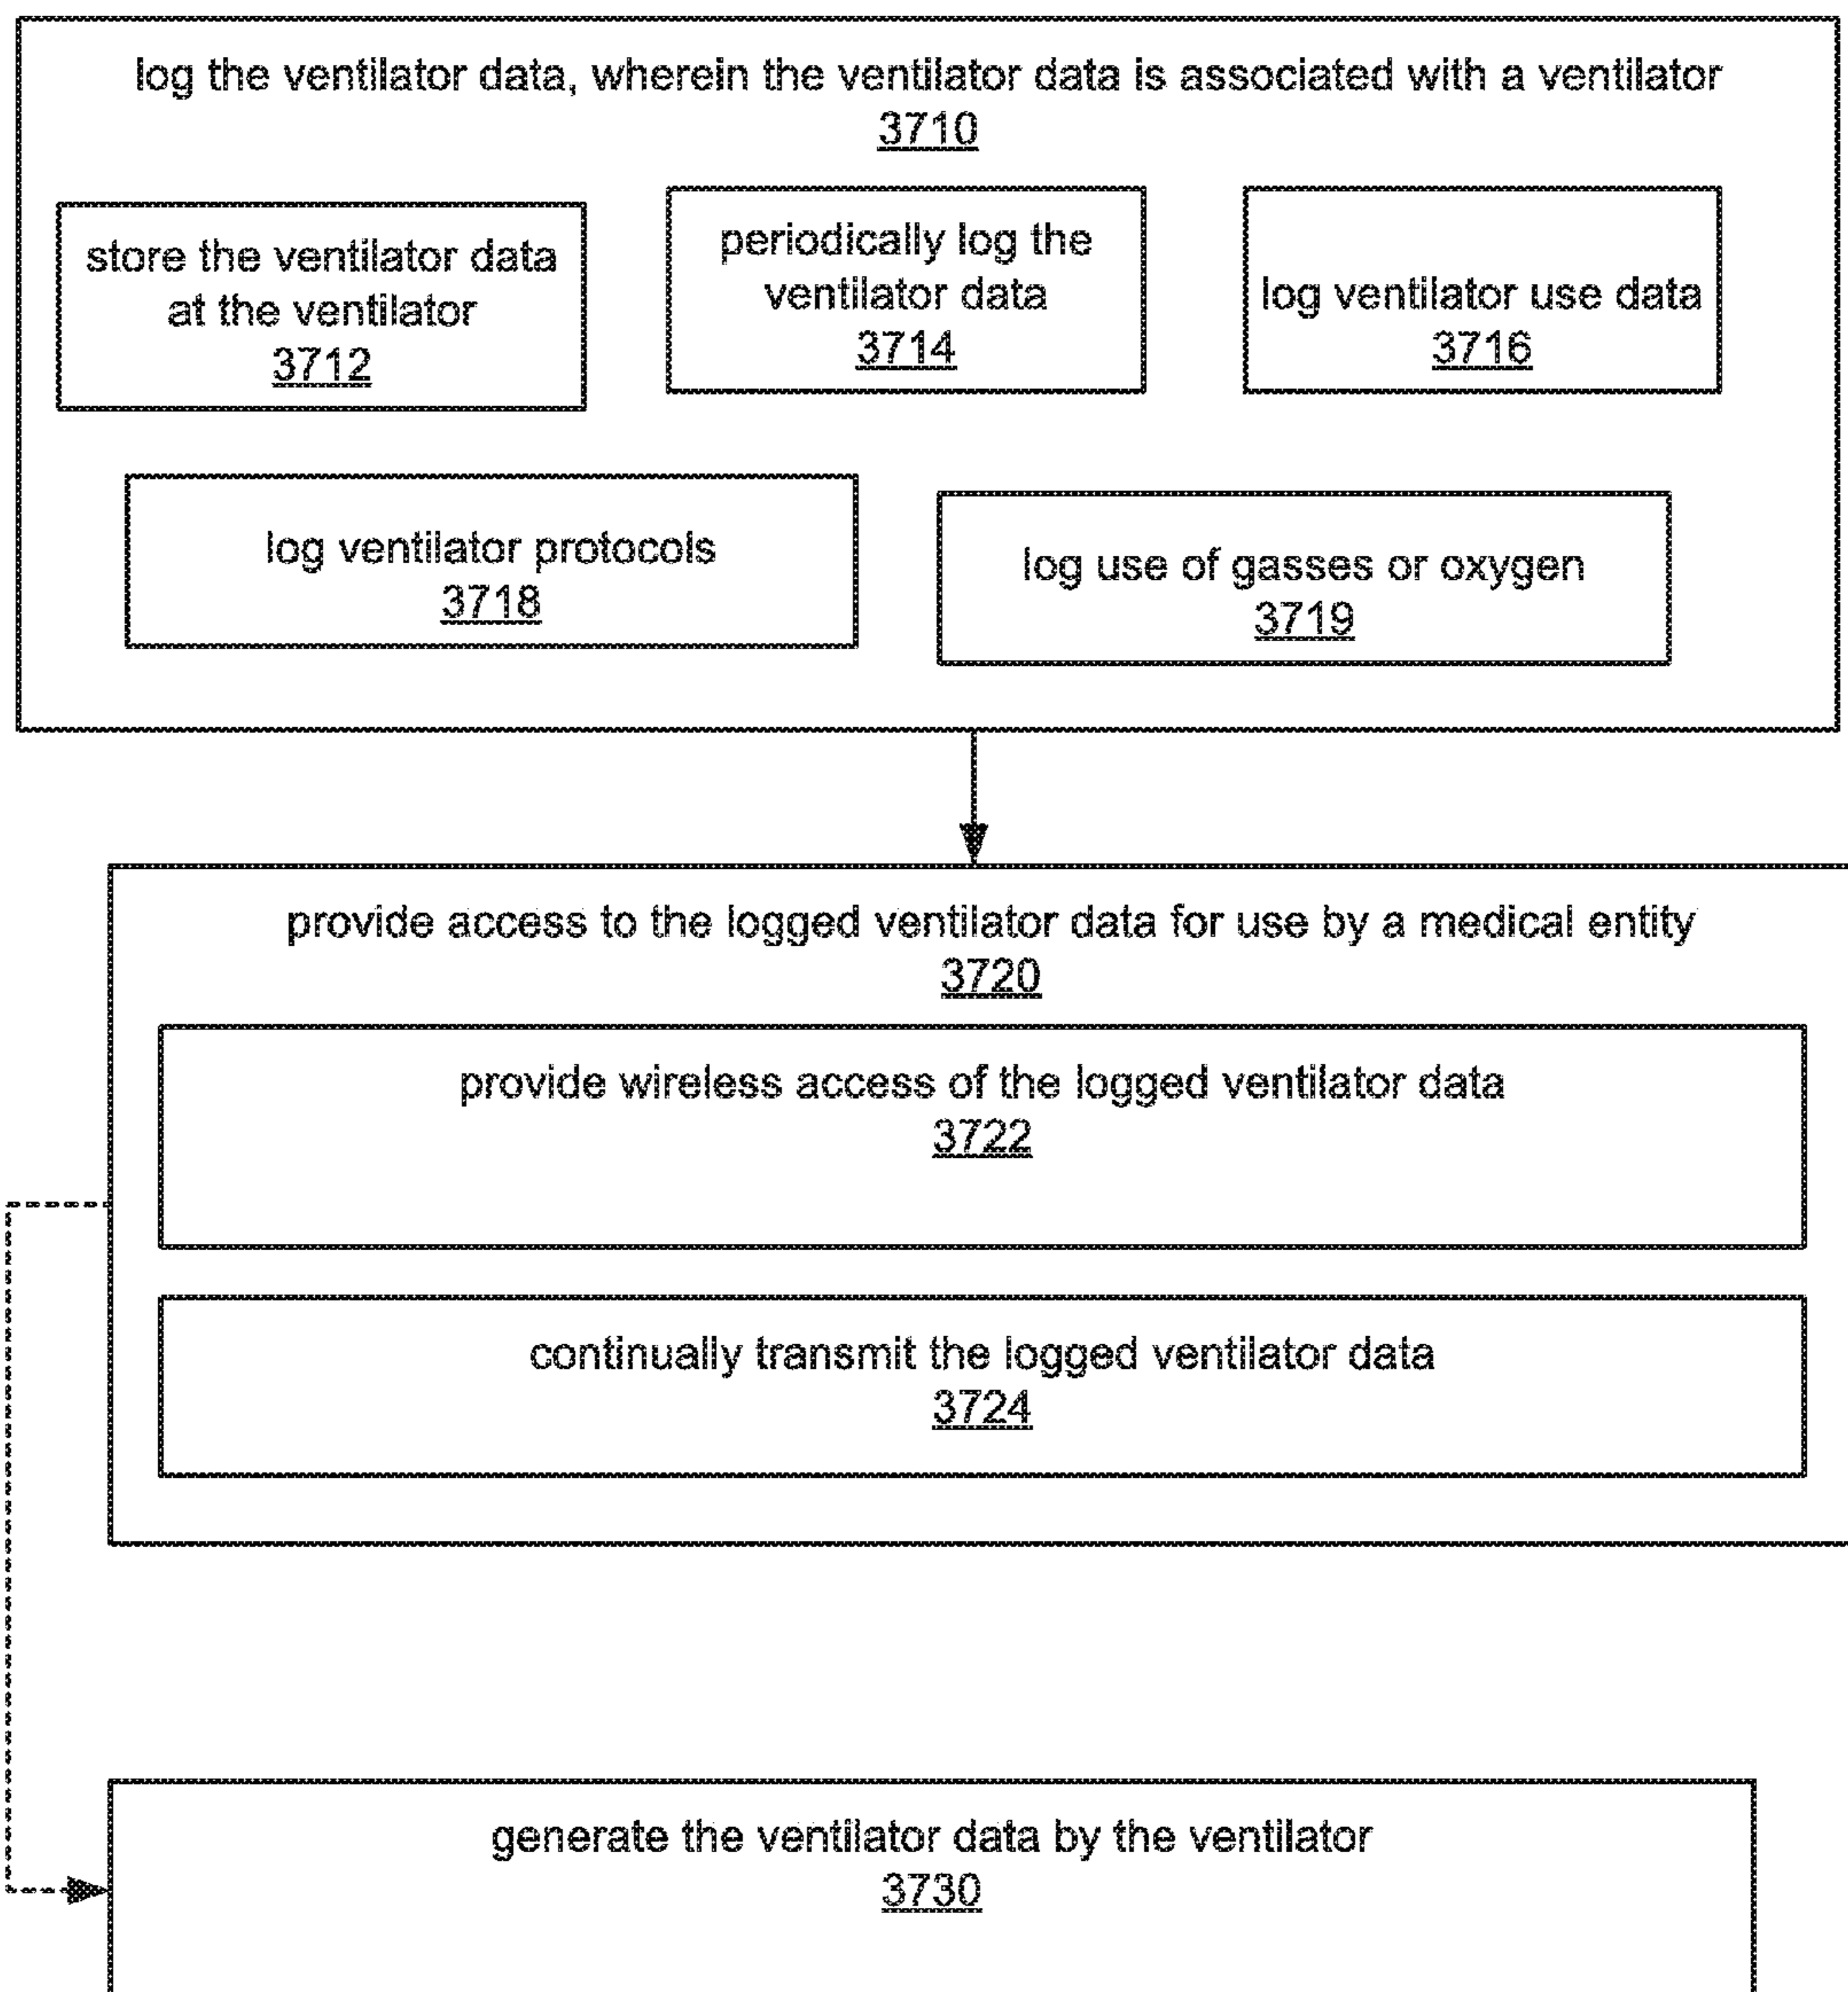 log the ventilator data, wherein the ventilator data is associated with a ventilator
3710
store the ventilator data
at the ventilator
3712
periodically log the
ventilator data
3714
log ventilator use data
3716
log ventilator protocols
3718
log use of gasses or oxygen
3719
provide access to the logged ventilator data for use by a medical entity
3720
provide wireless access of the logged ventilator data
3722
continually transmit the logged ventilator data
3724
generate the ventilator data by the ventilator
3730